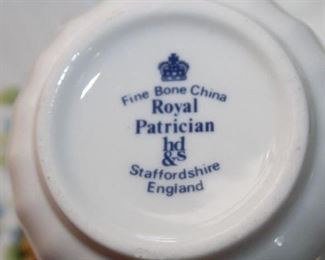 Fine Bone China
Royal
Patrician
hd
&s
Staffordshire
England